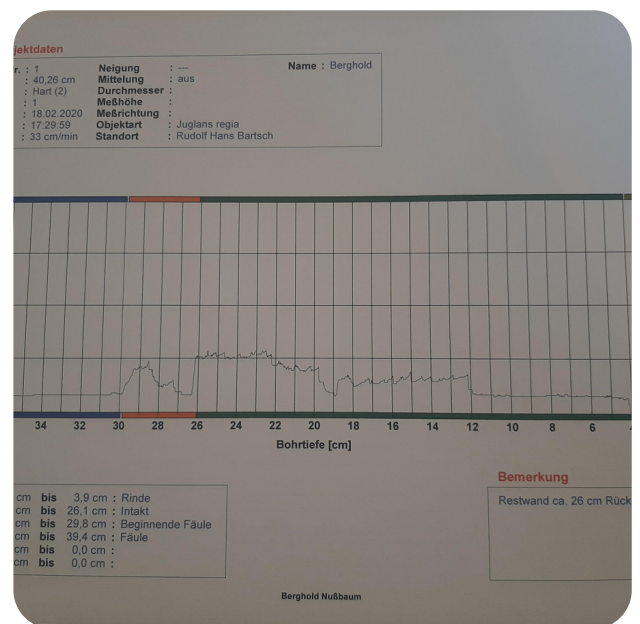 jektdaten
r. : 1 Neigung : --- Name : Berghold
: 40,26 cm Mittelung : aus
: Hart (2) Durchmesser :
: 1 Meßhöhe :
: 18.02.2020 Meßrichtung :
: 17:29:59 Objektart : Juglans regia
: 33 cm/min Standort : Rudolf Hans Bartsch
34 32 30 28 26 24 22 20 18 16 14 12 10 8 6
Bohrtiefe [cm]
cm bis 3,9 cm : Rinde
cm bis 26,1 cm : Intakt
cm bis 29,8 cm : Beginnende Fäule
cm bis 39,4 cm : Fäule
cm bis 0,0 cm :
cm bis 0,0 cm :
Bemerkung
Restwand ca. 26 cm Rück
Berghold Nußbaum